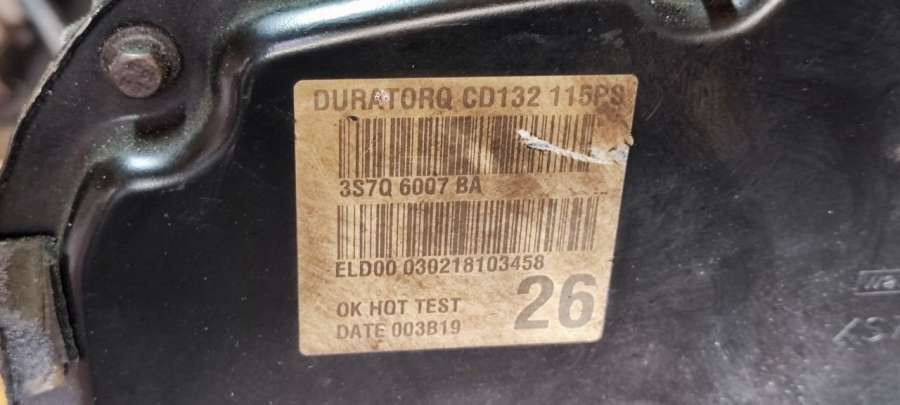 DURATORQ CD132 115PS
3S7Q 6007 BA
ELD00 030218103458
OK HOT TEST
DATE 003B19
26